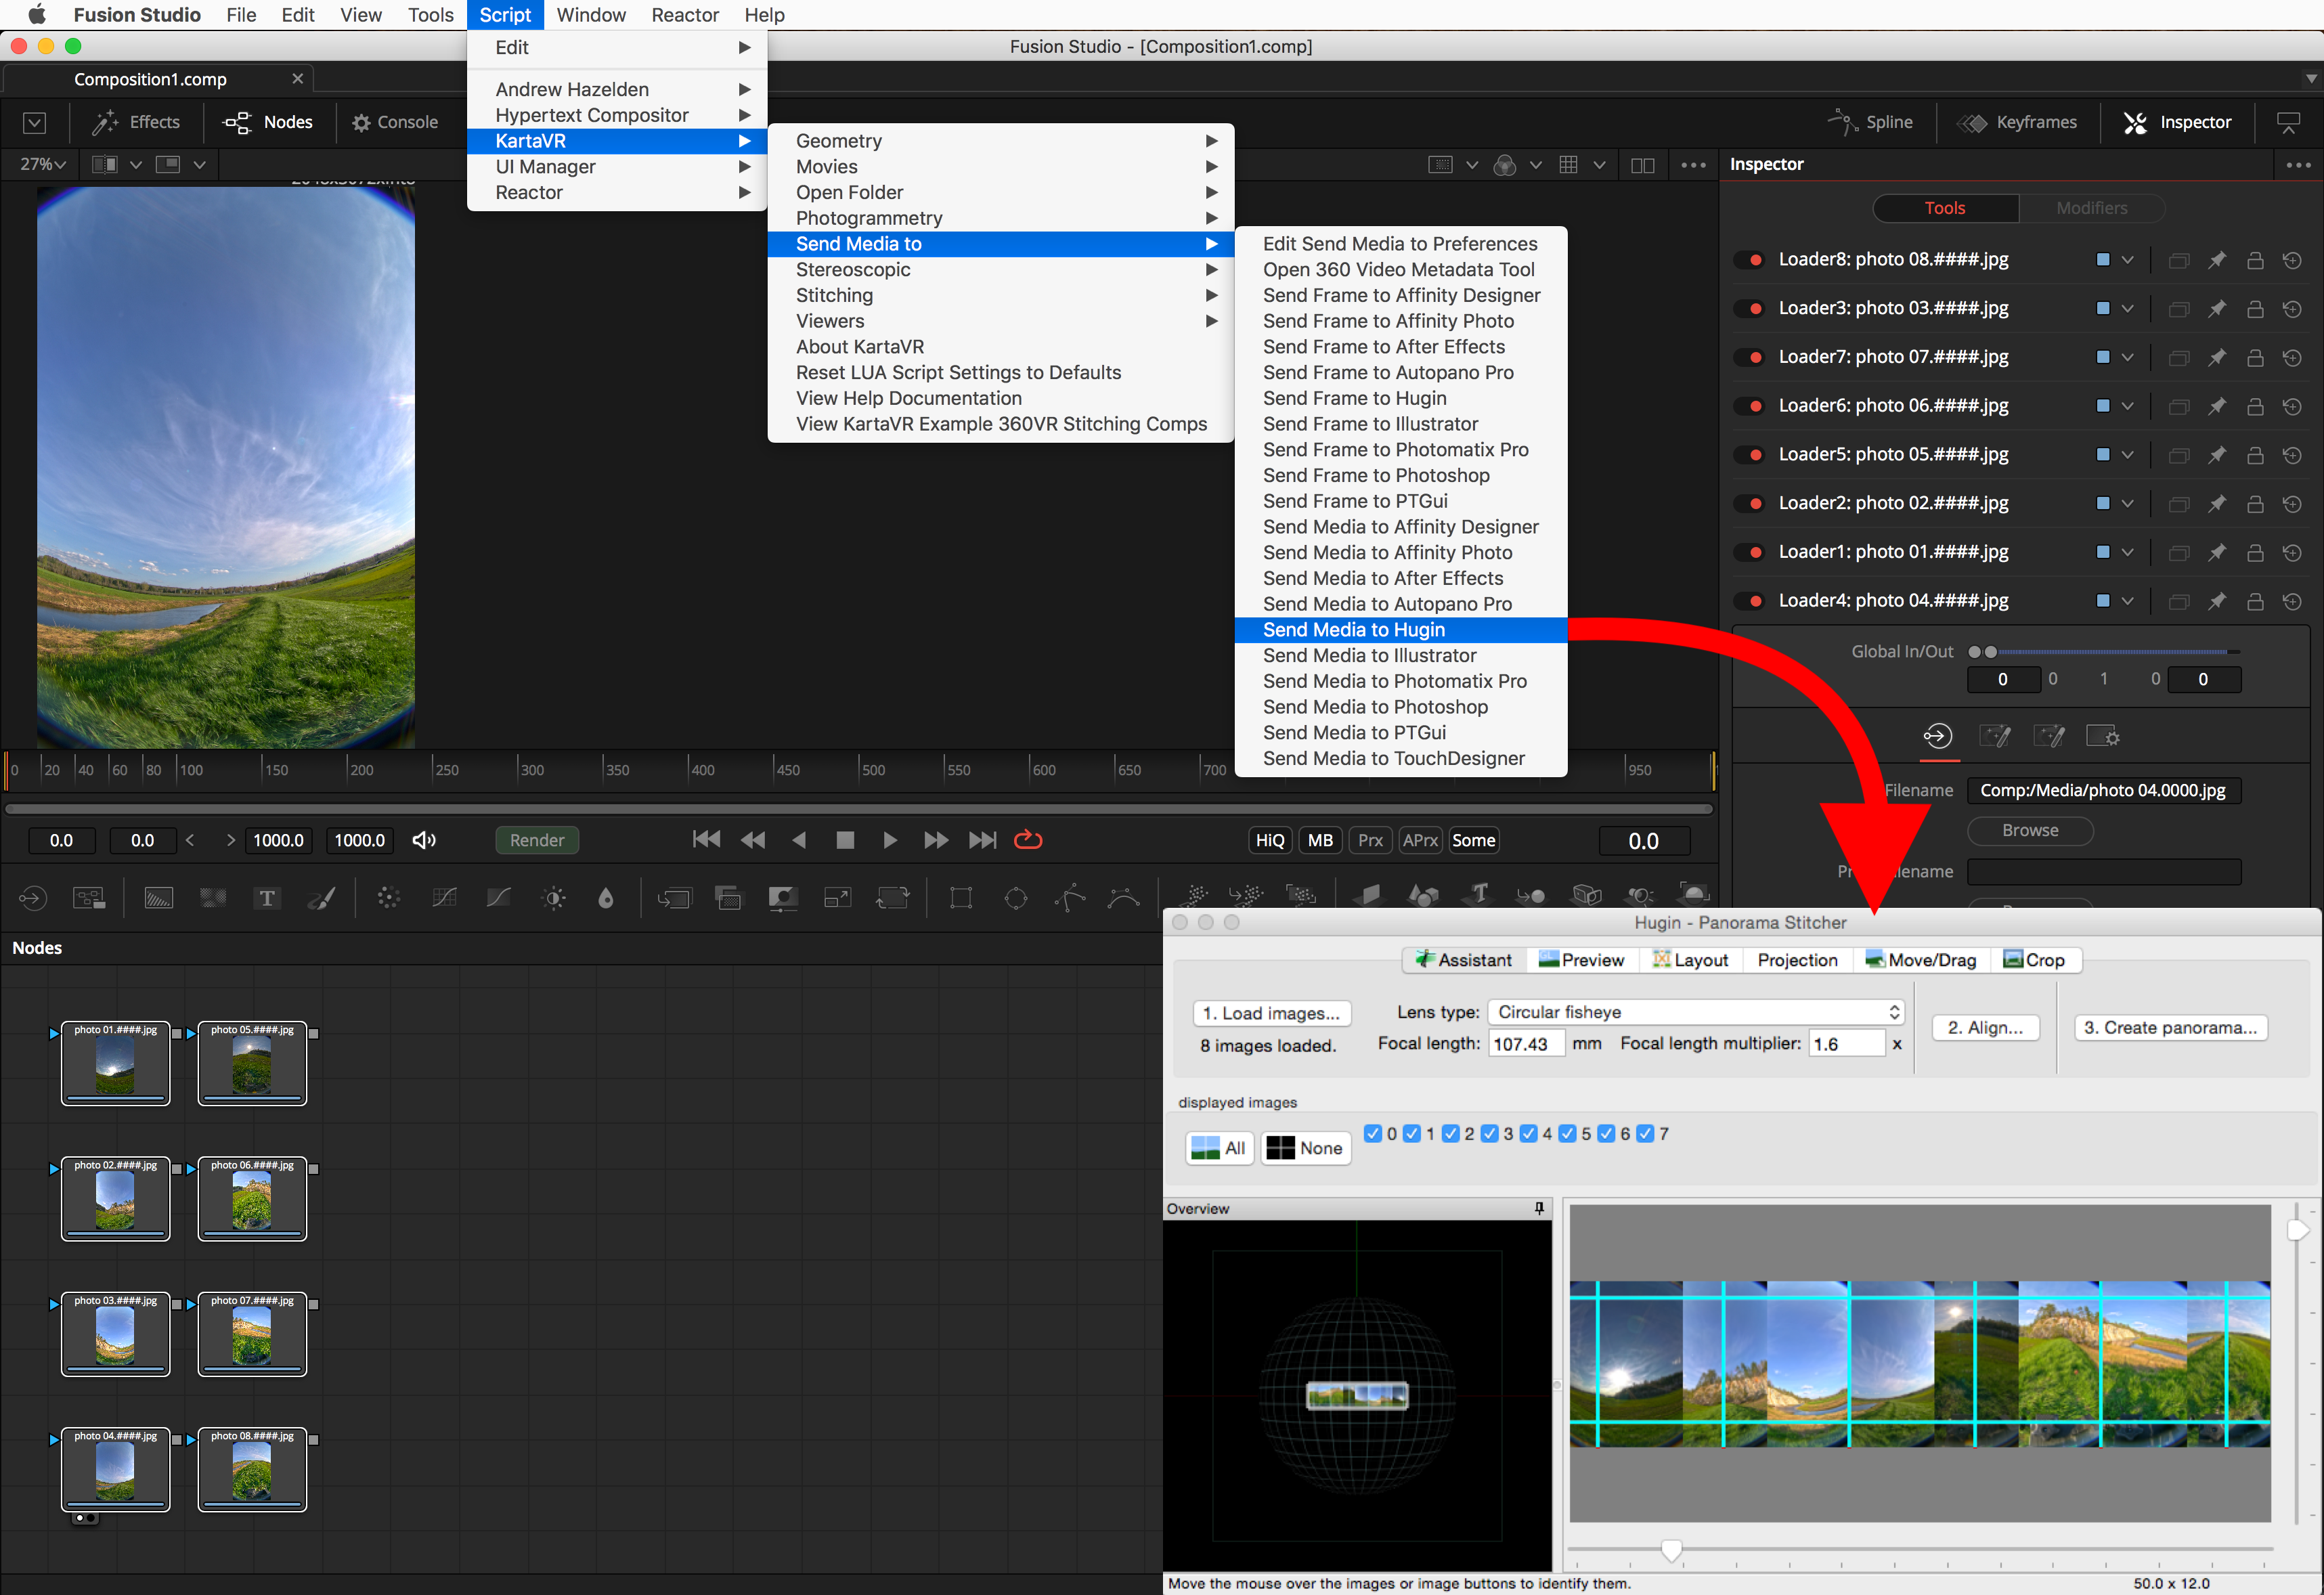 Fusion Studio File Edit View Tools Script Window Reactor Help
Fusion Studio - [Composition1.comp]
Composition1.comp
Effects Nodes Console
Spline Keyframes Inspector
27%
Edit
Andrew Hazelden
Hypertext Compositor
KartaVR
UI Manager
Reactor
Geometry
Movies
Open Folder
Photogrammetry
Send Media to
Stereoscopic
Stitching
Viewers
About KartaVR
Reset LUA Script Settings to Defaults
View Help Documentation
View KartaVR Example 360VR Stitching Comps
Edit Send Media to Preferences
Open 360 Video Metadata Tool
Send Frame to Affinity Designer
Send Frame to Affinity Photo
Send Frame to After Effects
Send Frame to Autopano Pro
Send Frame to Hugin
Send Frame to Illustrator
Send Frame to Photomatix Pro
Send Frame to Photoshop
Send Frame to PTGui
Send Media to Affinity Designer
Send Media to Affinity Photo
Send Media to After Effects
Send Media to Autopano Pro
Send Media to Hugin
Send Media to Illustrator
Send Media to Photomatix Pro
Send Media to Photoshop
Send Media to PTGui
Send Media to TouchDesigner
Inspector
Tools Modifiers
Loader8: photo 08.####.jpg
Loader3: photo 03.####.jpg
Loader7: photo 07.####.jpg
Loader6: photo 06.####.jpg
Loader5: photo 05.####.jpg
Loader2: photo 02.####.jpg
Loader1: photo 01.####.jpg
Loader4: photo 04.####.jpg
Global In/Out
0 0 1 0 0
Filename Comp:/Media/photo 04.0000.jpg
Browse
0 20 40 60 80 100 150 200 250 300 350 400 450 500 550 600 650 700 950
0.0 0.0 < > 1000.0 1000.0 Render HiQ MB Prx APrx Some 0.0
Nodes
photo 01.####.jpg photo 05.####.jpg
photo 02.####.jpg photo 06.####.jpg
photo 03.####.jpg photo 07.####.jpg
photo 04.####.jpg photo 08.####.jpg
Hugin - Panorama Stitcher
Assistant Preview Layout Projection Move/Drag Crop
1. Load images... Lens type: Circular fisheye
2. Align... 3. Create panorama...
8 images loaded. Focal length: 107.43 mm Focal length multiplier: 1.6 x
displayed images
All None 0 1 2 3 4 5 6 7
Overview
Move the mouse over the images or image buttons to identify them. 50.0 x 12.0